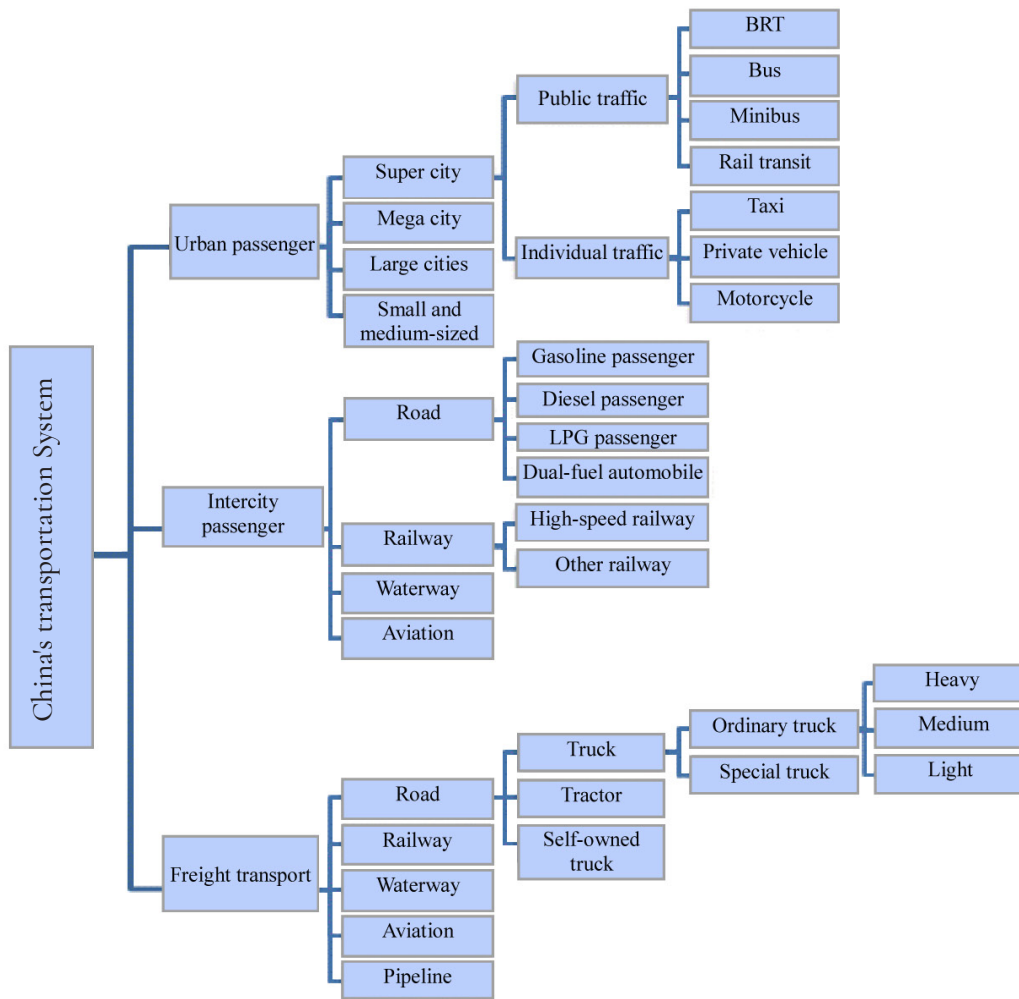 China's transportation System
Urban passenger
Super city
Public traffic
BRT
Bus
Minibus
Rail transit
Individual traffic
Taxi
Private vehicle
Motorcycle
Mega city
Large cities
Small and
medium-sized
Intercity
passenger
Road
Gasoline passenger
Diesel passenger
LPG passenger
Dual-fuel automobile
Railway
High-speed railway
Other railway
Waterway
Aviation
Freight transport
Road
Truck
Ordinary truck
Heavy
Medium
Light
Special truck
Tractor
Self-owned
truck
Railway
Waterway
Aviation
Pipeline